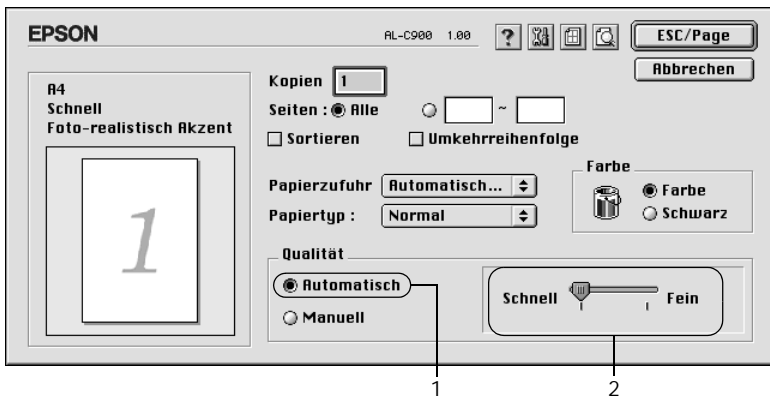 EPSON AL-C900 1.00 ? ESC/Page
Abbrechen
A4
Schnell
Foto-realistisch Akzent
1
Kopien 1
Seiten : Alle ~
Sortieren Umkehrreihenfolge
Papierzufuhr Automatisch...
Papiertyp : Normal
Farbe
Farbe
Schwarz
Qualität
Automatisch
Manuell
Schnell Fein
1 2